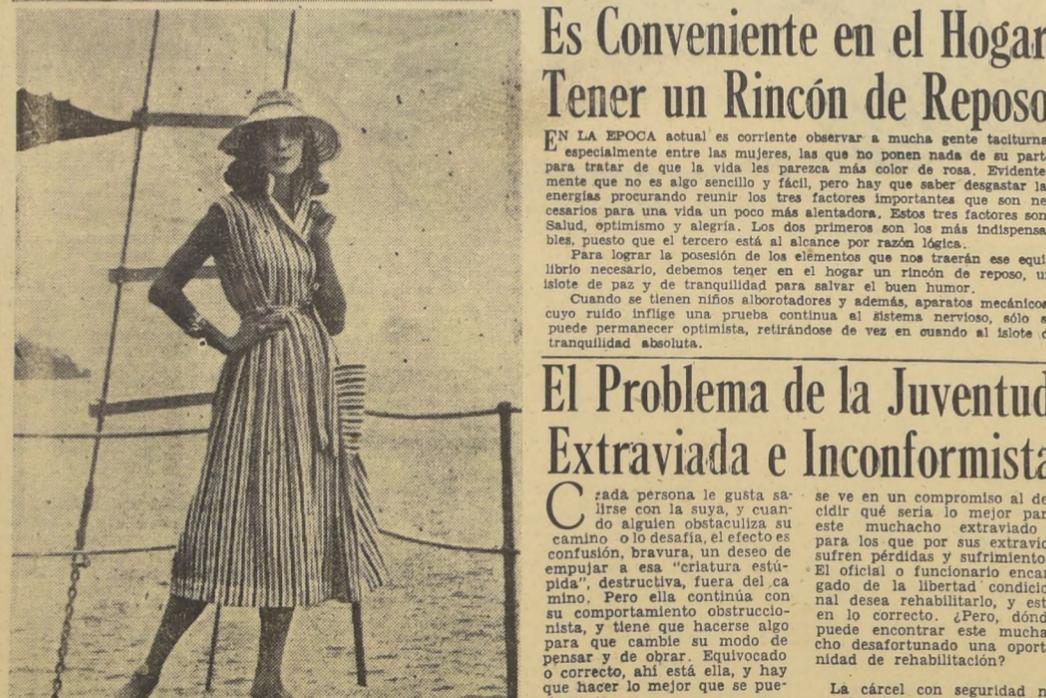 Es Conveniente en el Hogar
Tener un Rincón de Reposo
EN LA EPOCA actual es corriente observar a mucha gente taciturna
especialmente entre las mujeres, las que no ponen nada de su part
para tratar de que la vida les parezca más color de rosa. Evidente
mente que no es algo sencillo y fácil, pero hay que saber desgastar la
energías procurando reunir los tres factores importantes que son ne
cesarios para una vida un poco más alentadora. Estos tres factores son
Salud, optimismo y alegría. Los dos primeros son los más indispensa
bles, puesto que el tercero está al alcance por razón lógica.
Para lograr la posesión de los elementos que nos traerán ese equi
librio necesario, debemos tener en el hogar un rincón de reposo, u
islote de paz y de tranquilidad para salvar el buen humor.
Cuando se tienen niños alborotadores y además, aparatos mecánicos
cuyo ruido inflige una prueba continua al sistema nervioso, sólo s
puede permanecer optimista, retirándose de vez en cuando al islote d
tranquilidad absoluta.
El Problema de la Juventud
Extraviada e Inconformista
Cada persona le gusta sa-
lirse con la suya, y cuan-
do alguien obstaculiza su
camino o lo desafía, el efecto es
confusión, bravura, un deseo de
empujar a esa "criatura estú-
pida", destructiva, fuera del ca
mino. Pero ella continúa con
su comportamiento obstruccio-
nista, y tiene que hacerse algo
para que cambie su modo de
pensar y de obrar. Equivocado
o correcto, ahí está ella, y hay
que hacer lo mejor que se pue-
se ve en un compromiso al de
cidir qué sería lo mejor par
este muchacho extraviado
para los que por sus extravío
sufren pérdidas y sufrimiento
El oficial o funcionario encar
gado de la libertad condicio
nal desea rehabilitarlo, y est
en lo correcto. ¿Pero, dónd
puede encontrar este mucha
cho desafortunado una oport
nidad de rehabilitación?
La cárcel con seguridad n